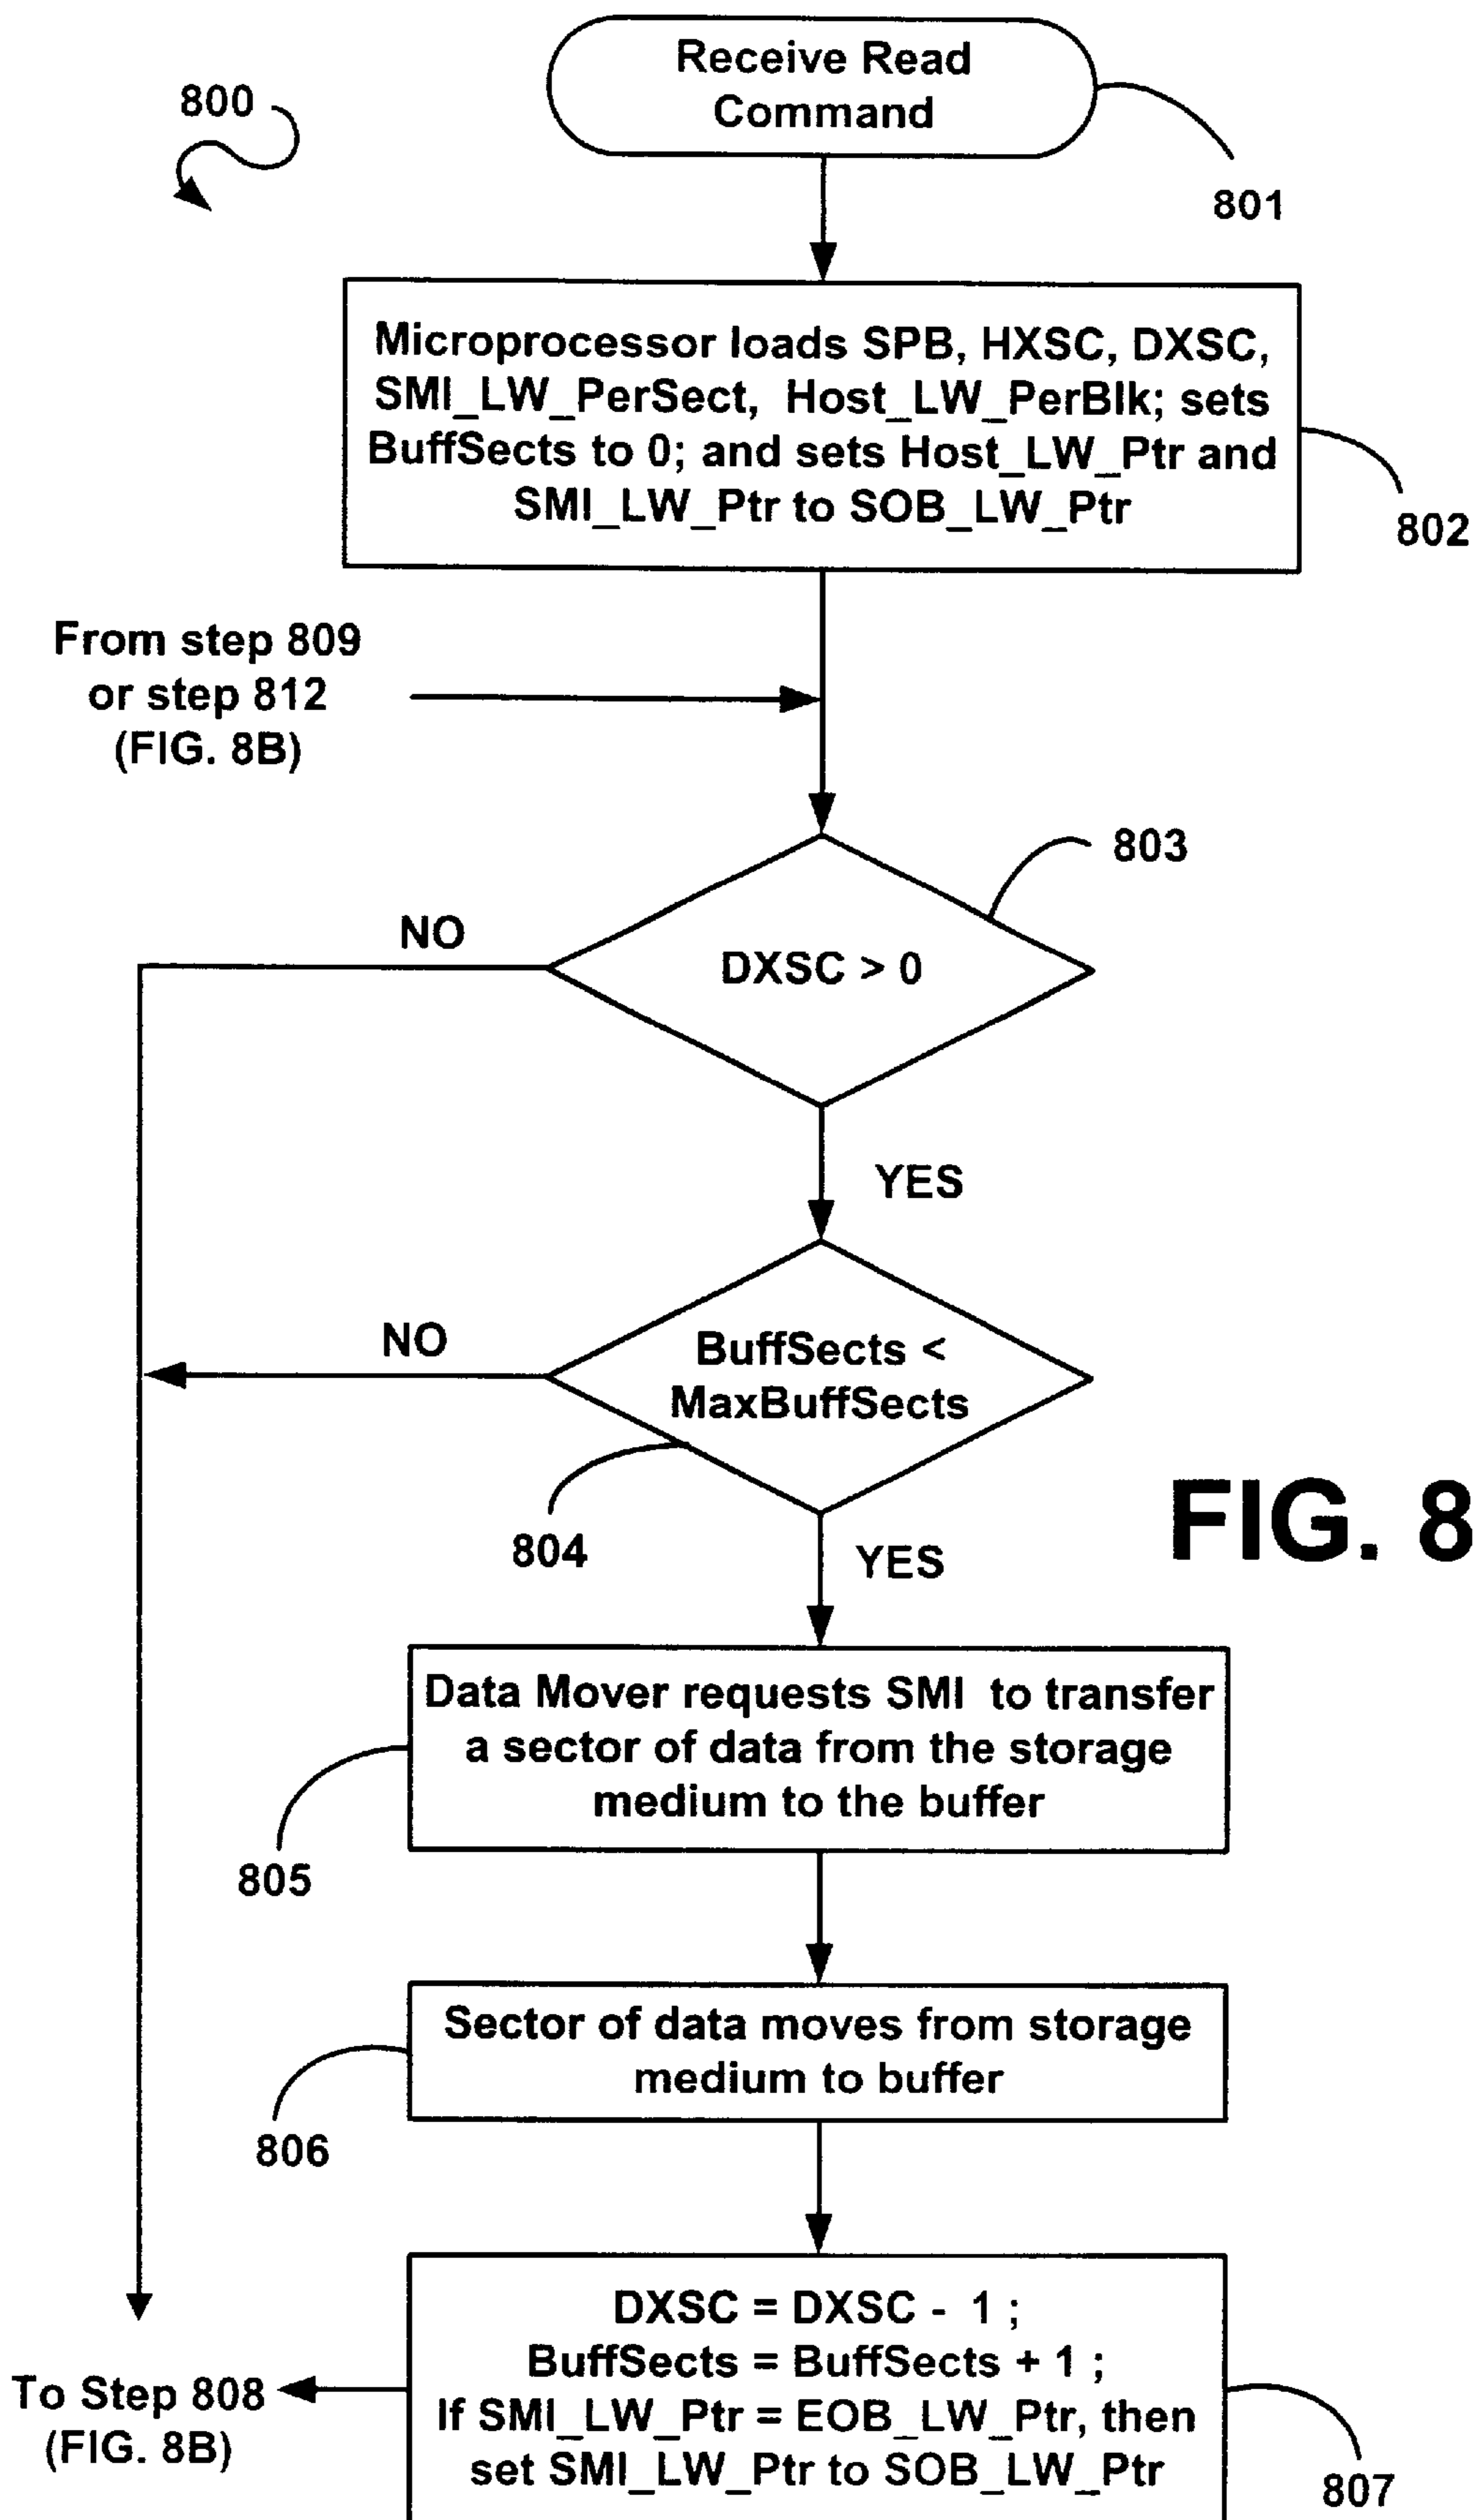 Receive Read
Command
800
801
Microprocessor loads SPB, HXSC, DXSC,
SMI_LW_PerSect, Host_LW_PerBlk; sets
BuffSects to 0; and sets Host_LW_Ptr and
SMI_LW_Ptr to SOB_LW_Ptr
802
From step 809
or step 812
(FIG. 8B)
803
NO
DXSC > 0
YES
NO
BuffSects <
MaxBuffSects
FIG. 8
804
YES
Data Mover requests SMI to transfer
a sector of data from the storage
medium to the buffer
805
Sector of data moves from storage
medium to buffer
806
DXSC = DXSC - 1 ;
BuffSects = BuffSects + 1 ;
If SMI_LW_Ptr = EOB_LW_Ptr, then
set SMI_LW_Ptr to SOB_LW_Ptr
To Step 808
(FIG. 8B)
807